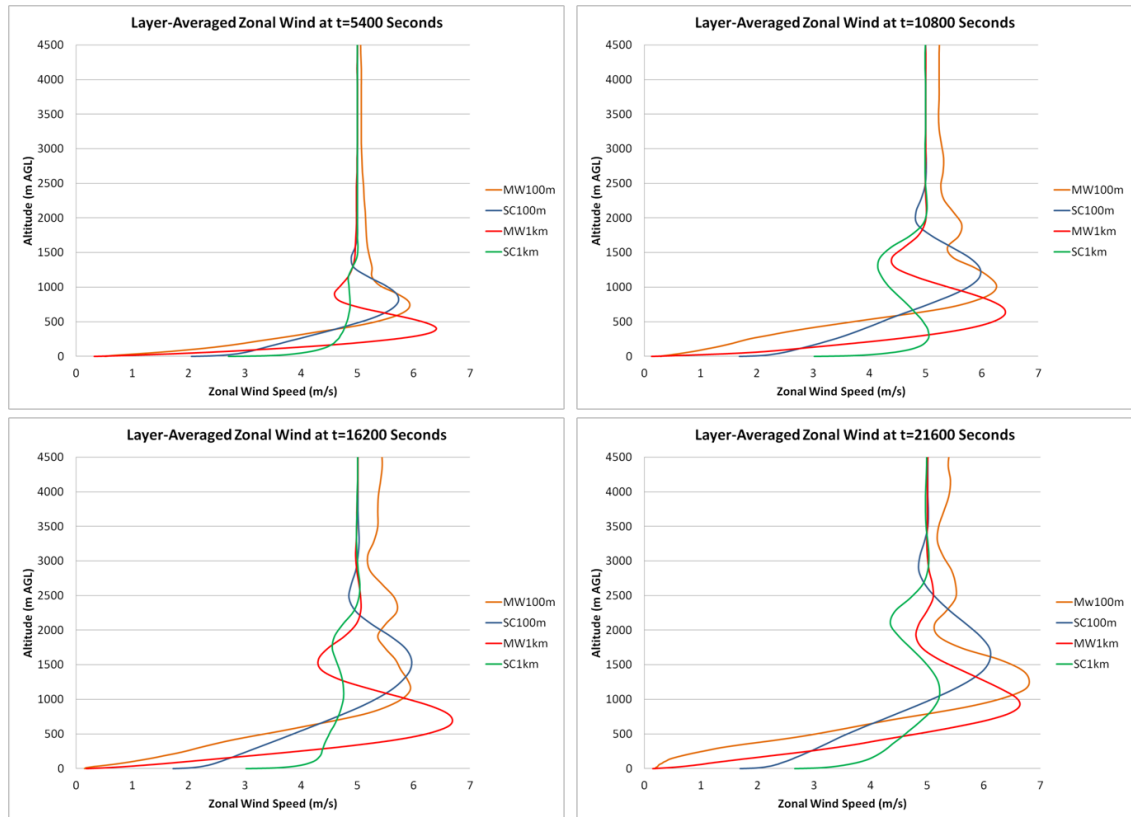 Layer-Averaged Zonal Wind at t=5400 Seconds
4500
4000
3500
3000
2500
2000
1500
1000
500
0
Altitude (m AGL)
0 1 2 3 4 5 6 7
Zonal Wind Speed (m/s)
MW100m
SC100m
MW1km
SC1km
Layer-Averaged Zonal Wind at t=10800 Seconds
4500
4000
3500
3000
2500
2000
1500
1000
500
0
Altitude (m AGL)
0 1 2 3 4 5 6 7
Zonal Wind Speed (m/s)
MW100m
SC100m
MW1km
SC1km
Layer-Averaged Zonal Wind at t=16200 Seconds
4500
4000
3500
3000
2500
2000
1500
1000
500
0
Altitude (m AGL)
0 1 2 3 4 5 6 7
Zonal Wind Speed (m/s)
MW100m
SC100m
MW1km
SC1km
Layer-Averaged Zonal Wind at t=21600 Seconds
4500
4000
3500
3000
2500
2000
1500
1000
500
0
Altitude (m AGL)
0 1 2 3 4 5 6 7
Zonal Wind Speed (m/s)
Mw100m
SC100m
MW1km
SC1km